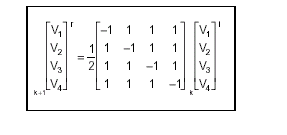 [V₁ V₂ V₃ V₄]ʳ k+1 = 1/2 [–1 1 1 1; 1 –1 1 1; 1 1 –1 1; 1 1 1 –1] k [V₁ V₂ V₃ V₄]ⁱ